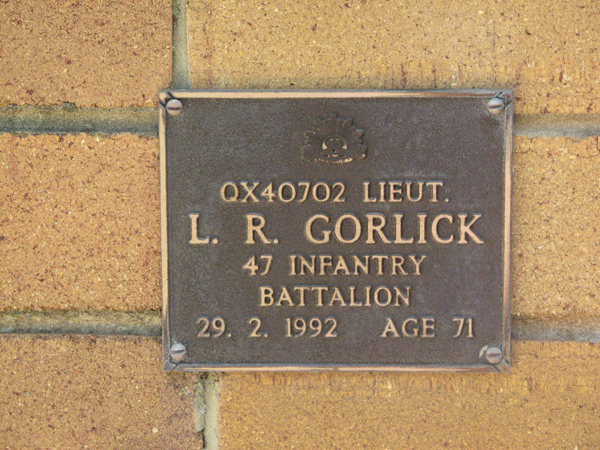 QX40702 LIEUT.
L. R. GORLICK
47 INFANTRY
BATTALION
29. 2. 1992 AGE 71